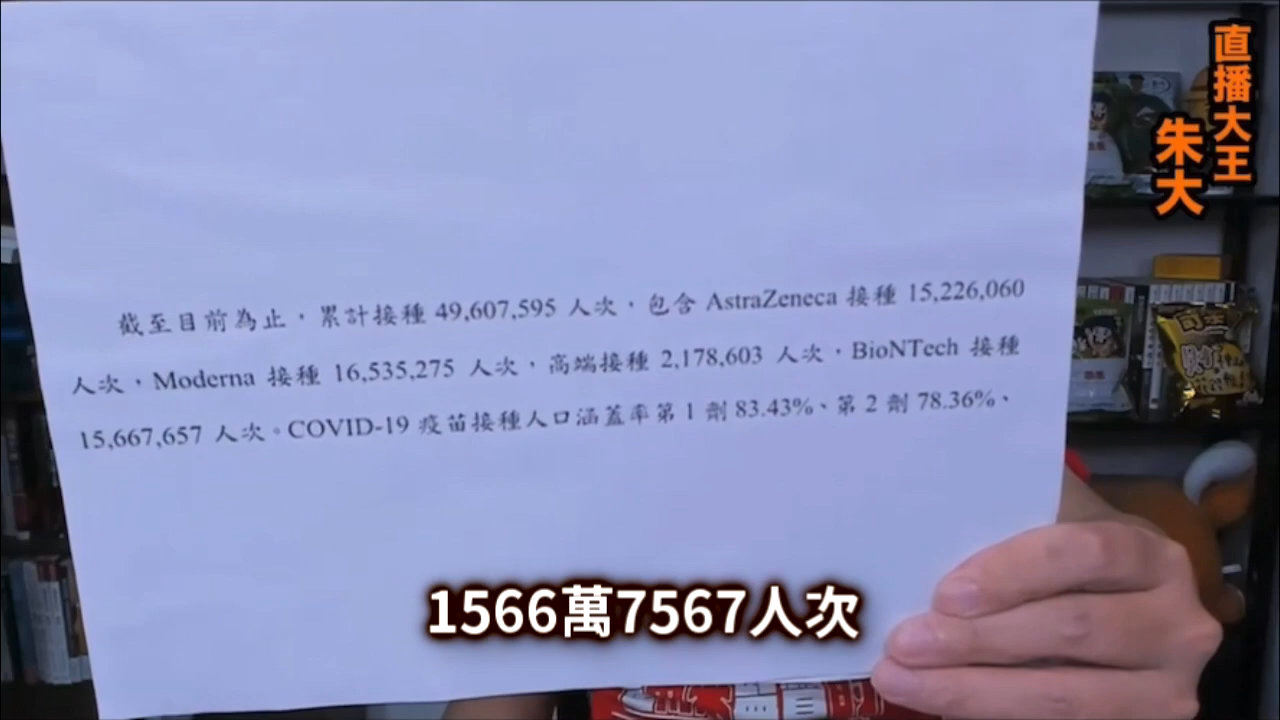 直播大王
朱大
截至目前為止，累計接種 49,607,595 人次，包含 AstraZeneca 接種 15,226,060
人次，Moderna 接種 16,535,275 人次，高端接種 2,178,603 人次，BioNTech 接種
15,667,657 人次。COVID-19 疫苗接種人口涵蓋率第 1 劑 83.43%、第 2 劑 78.36%、
1566萬7567人次